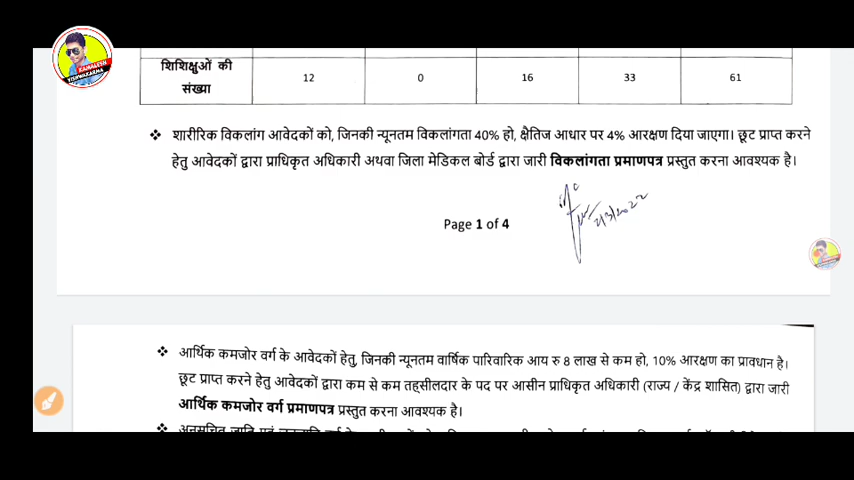 KAMALESH
VISHWAKARMA
शिशिक्षुओं की
संख्या
12 0 16 33 61
❖ शारीरिक विकलांग आवेदकों को, जिनकी न्यूनतम विकलांगता 40% हो, क्षैतिज आधार पर 4% आरक्षण दिया जाएगा। छूट प्राप्त करने
हेतु आवेदकों द्वारा प्राधिकृत अधिकारी अथवा जिला मेडिकल बोर्ड द्वारा जारी विकलांगता प्रमाणपत्र प्रस्तुत करना आवश्यक है।
Page 1 of 4
❖ आर्थिक कमजोर वर्ग के आवेदकों हेतु, जिनकी न्यूनतम वार्षिक पारिवारिक आय रु 8 लाख से कम हो, 10% आरक्षण का प्रावधान है।
छूट प्राप्त करने हेतु आवेदकों द्वारा कम से कम तहसीलदार के पद पर आसीन प्राधिकृत अधिकारी (राज्य / केंद्र शासित) द्वारा जारी
आर्थिक कमजोर वर्ग प्रमाणपत्र प्रस्तुत करना आवश्यक है।